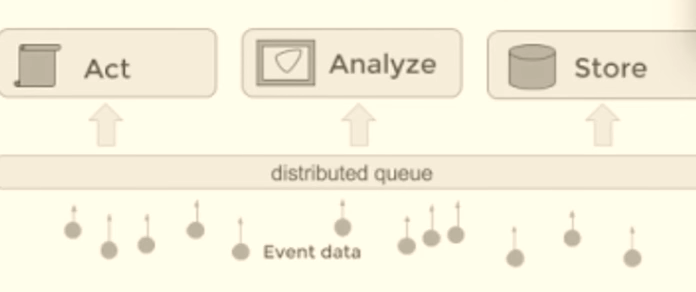 Act
Analyze
Store
distributed queue
Event data